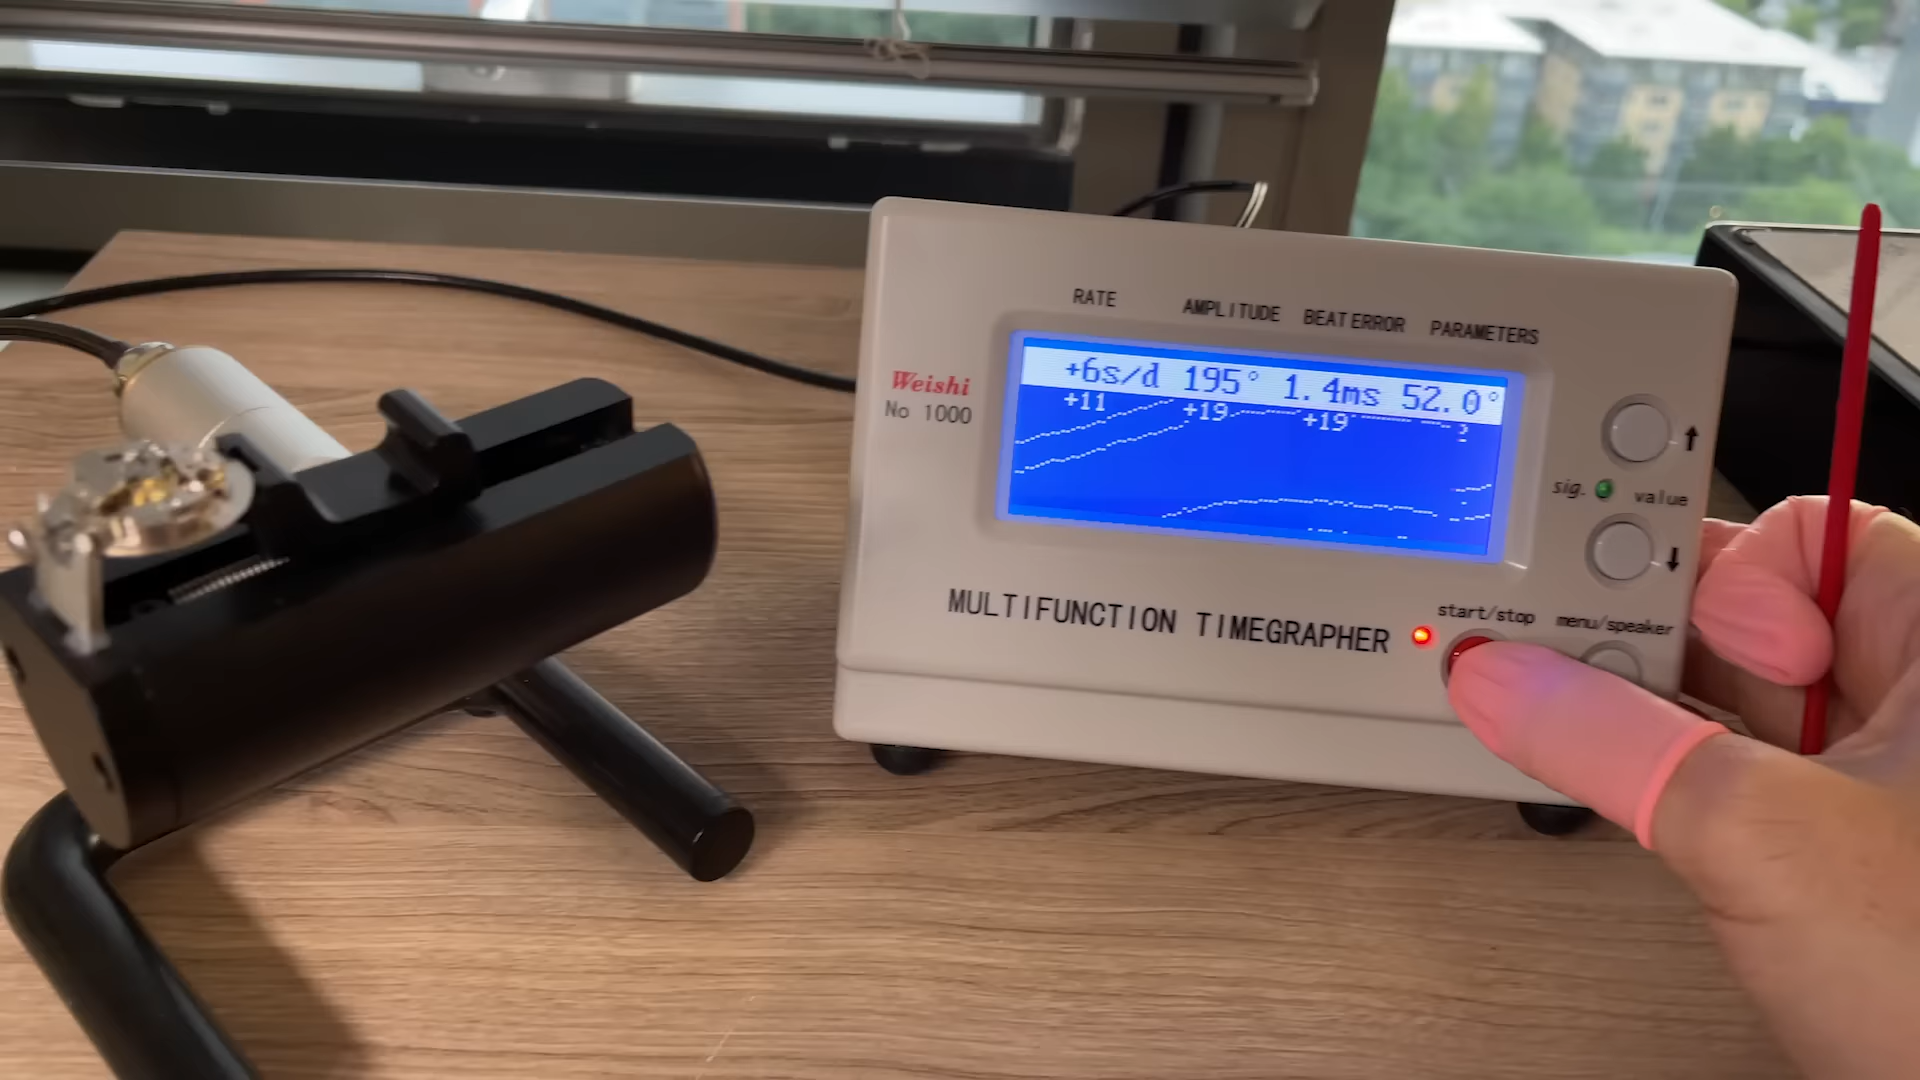 RATE AMPLITUDE BEAT ERROR PARAMETERS
+6s/d 195° 1.4ms 52.0°
+11 +19 +19
Weishi
No 1000
sig. value
MULTIFUNCTION TIMEGRAPHER
start/stop menu/speaker